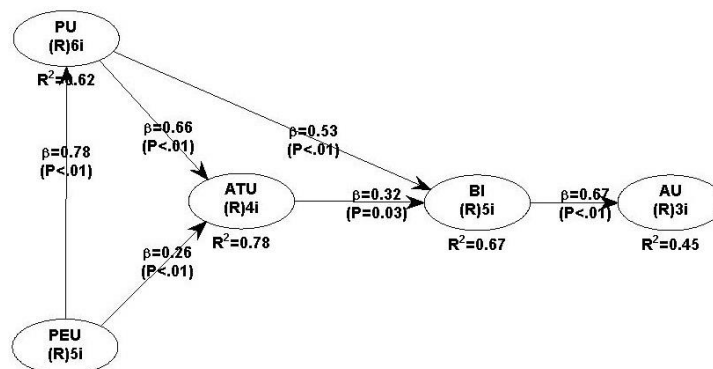 PU
(R)6i
R²=0.62
β=0.66
(P<.01)
β=0.53
(P<.01)
β=0.78
(P<.01)
ATU
(R)4i
R²=0.78
β=0.32
(P=0.03)
BI
(R)5i
R²=0.67
β=0.67
(P<.01)
AU
(R)3i
R²=0.45
β=0.26
(P<.01)
PEU
(R)5i